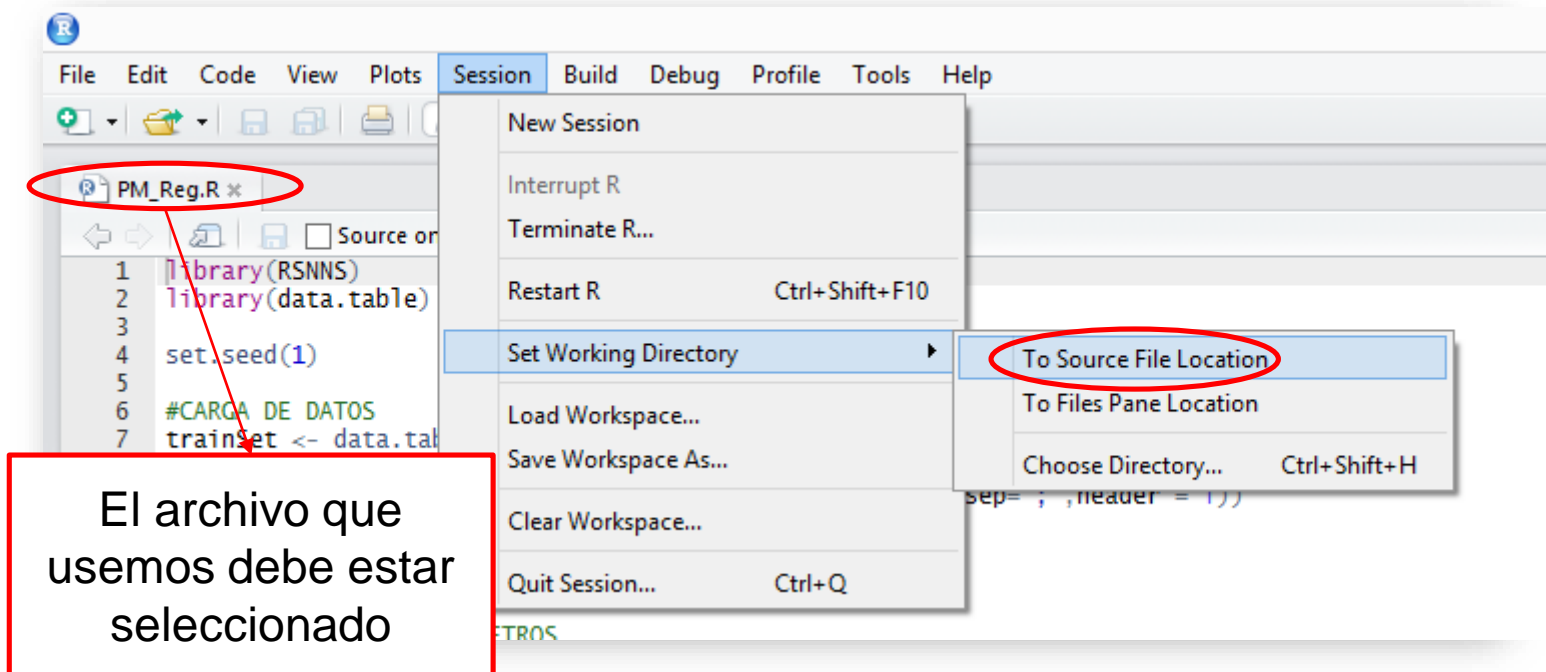 R
File Edit Code View Plots Session Build Debug Profile Tools Help
PM_Reg.R
Source on
1 library(RSNNS)
2 library(data.table)
3
4 set.seed(1)
5
6 #CARGA DE DATOS
7 trainSet <- data.tab
sep=";",header = T))
ETROS
New Session
Interrupt R
Terminate R...
Restart R Ctrl+Shift+F10
Set Working Directory
Load Workspace...
Save Workspace As...
Clear Workspace...
Quit Session... Ctrl+Q
To Source File Location
To Files Pane Location
Choose Directory... Ctrl+Shift+H
El archivo que
usemos debe estar
seleccionado